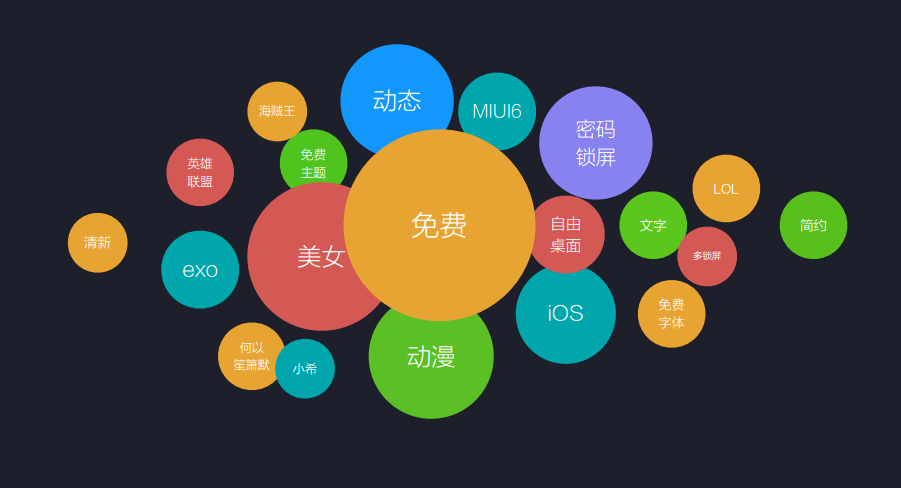 动态
MIUI6
海贼王
密码
锁屏
免费
主题
英雄
联盟
LOL
免费
自由
桌面
文字
简约
清新
美女
多锁屏
exo
iOS
免费
字体
何以
笙箫默
小希
动漫